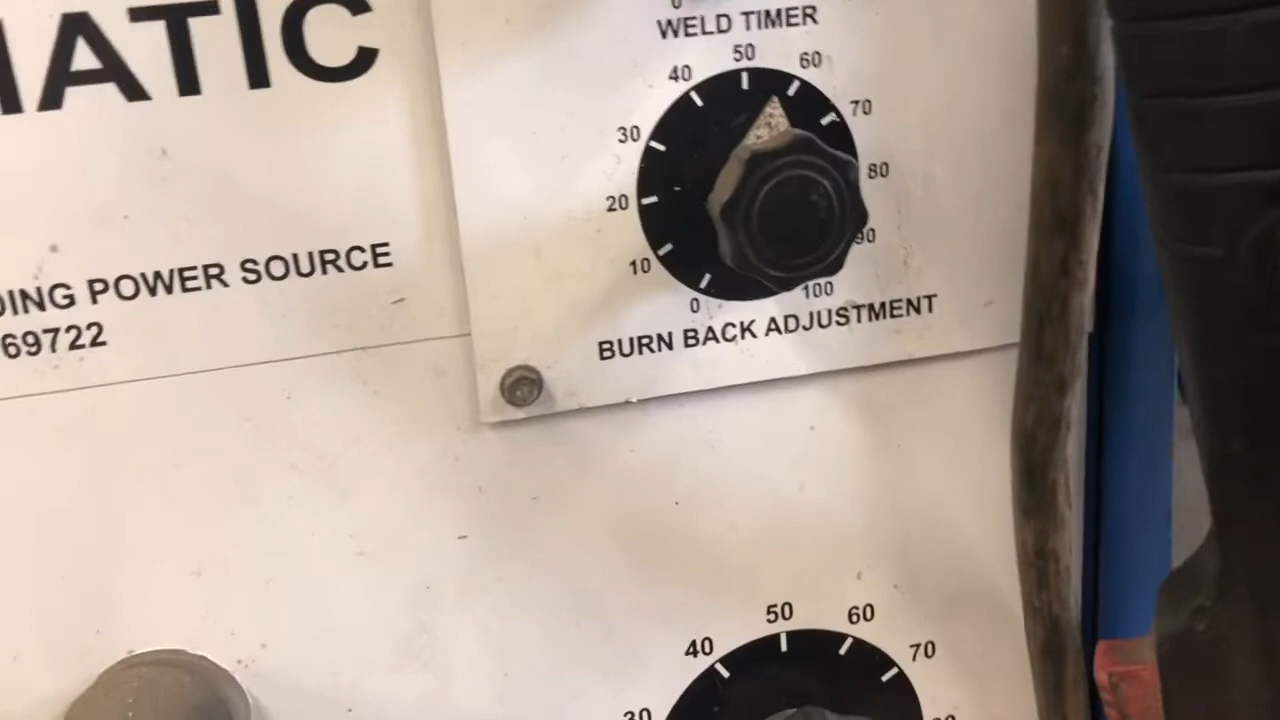 MATIC
DING POWER SOURCE
69722
0
WELD TIMER
0 10 20 30 40 50 60 70 80 90 100
BURN BACK ADJUSTMENT
30 40 50 60 70